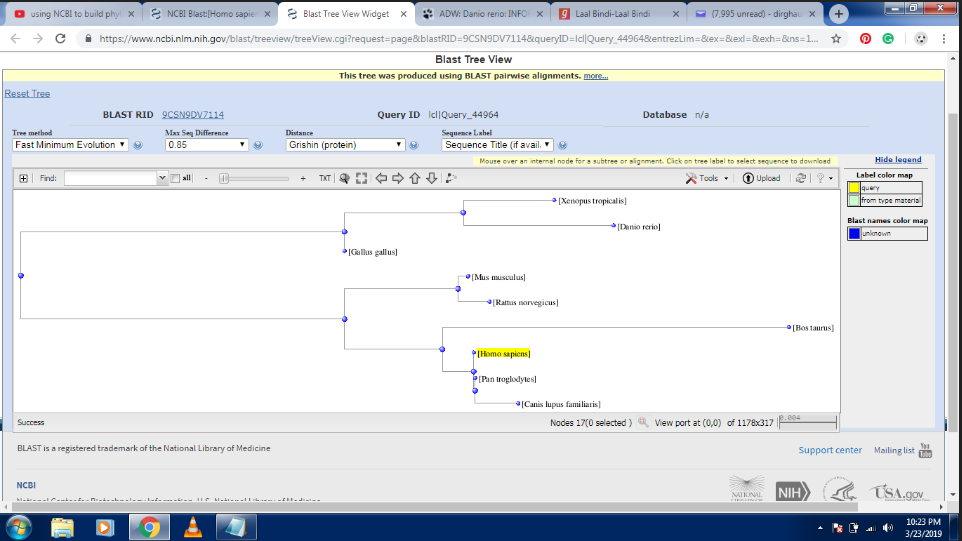 using NCBI to build phyl
NCBI Blast:[Homo sapiens
Blast Tree View Widget
ADW: Danio rerio: INFOR
Laal Bindi-Laal Bindi
(7,995 unread) - dirghau
https://www.ncbi.nlm.nih.gov/blast/treeview/treeView.cgi?request=page&blastRID=9CSN9DV7114&queryID=lcl|Query_44964&entrezLim=&ex=&exl=&exh=&ns=1...
Blast Tree View
This tree was produced using BLAST pairwise alignments. more...
Reset Tree
BLAST RID 9CSN9DV7114 Query ID lcl|Query_44964 Database n/a
Tree method Max Seq Difference Distance Sequence Label
Fast Minimum Evolution 0.85 Grishin (protein) Sequence Title (if avail
Mouse over an internal node for a subtree or alignment. Click on tree label to select sequence to download
Hide legend
Find: all - + TXT Tools Upload ?
Label color map
query
from type material
Blast names color map
unknown
[Xenopus tropicalis]
[Danio rerio]
[Gallus gallus]
[Mus musculus]
[Rattus norvegicus]
[Bos taurus]
[Homo sapiens]
[Pan troglodytes]
[Canis lupus familiaris]
Success Nodes 17(0 selected ) View port at (0,0) of 1178x317 0.004
BLAST is a registered trademark of the National Library of Medicine
Support center Mailing list You Tube
NCBI
National Center for Biotechnology Information, U.S. National Library of Medicine
NATIONAL LIBRARY OF
NIH
USA.gov
10:23 PM
3/23/2019